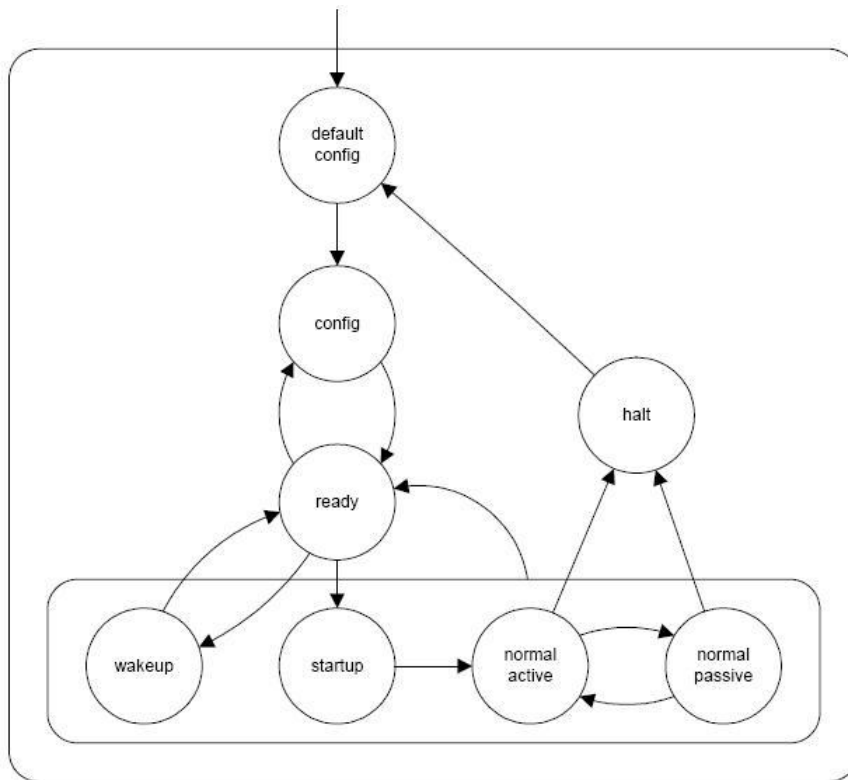 default
config
config
halt
ready
wakeup
startup
normal
active
normal
passive